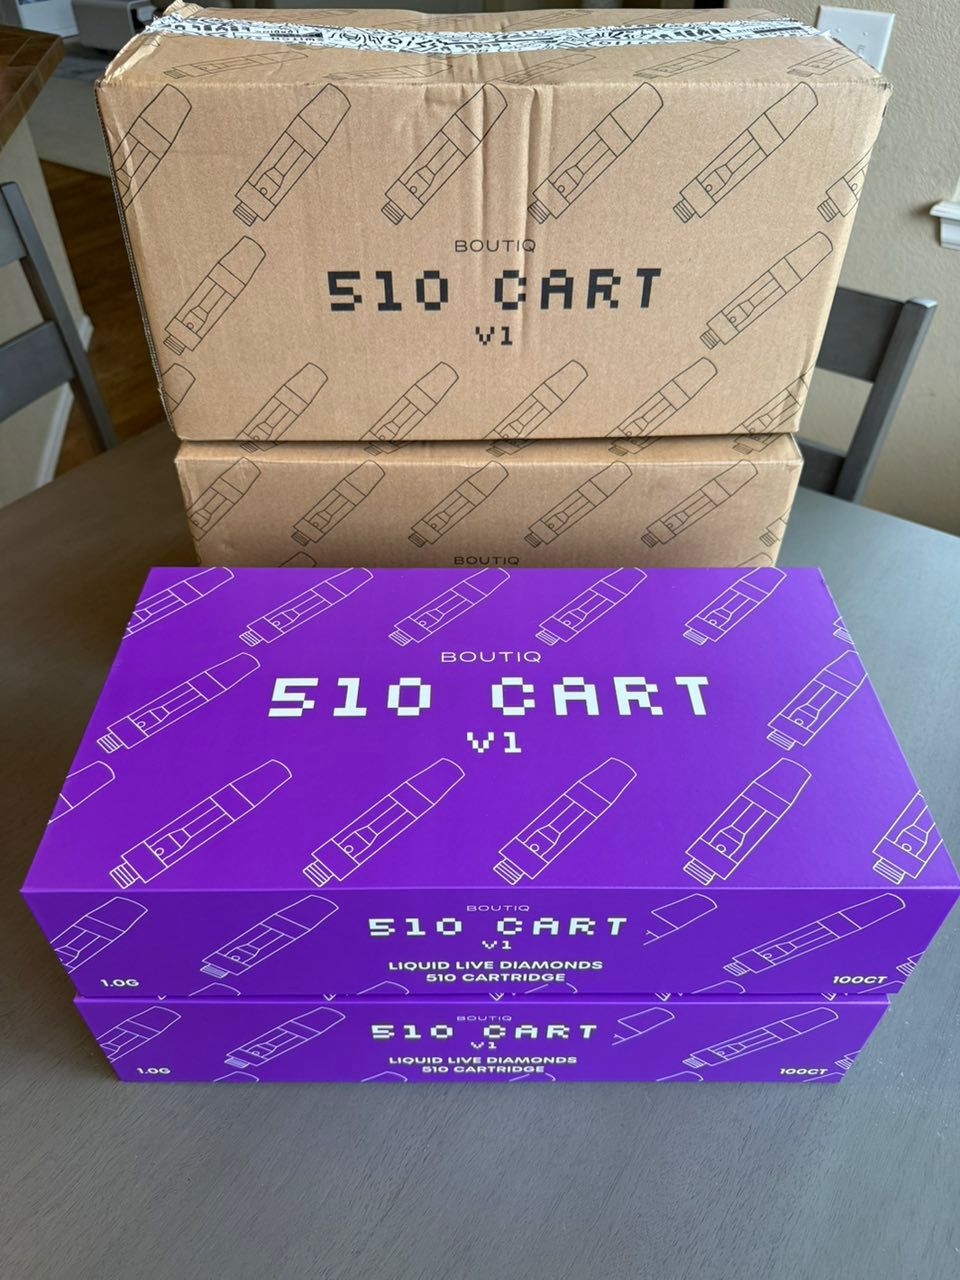 BOUTIQ
510 CART
V1
BOUTIQ
BOUTIQ
510 CART
V1
BOUTIQ
510 CART
V1
LIQUID LIVE DIAMONDS
510 CARTRIDGE
1.0G
100CT
BOUTIQ
510 CART
V1
LIQUID LIVE DIAMONDS
510 CARTRIDGE
1.0G
100CT